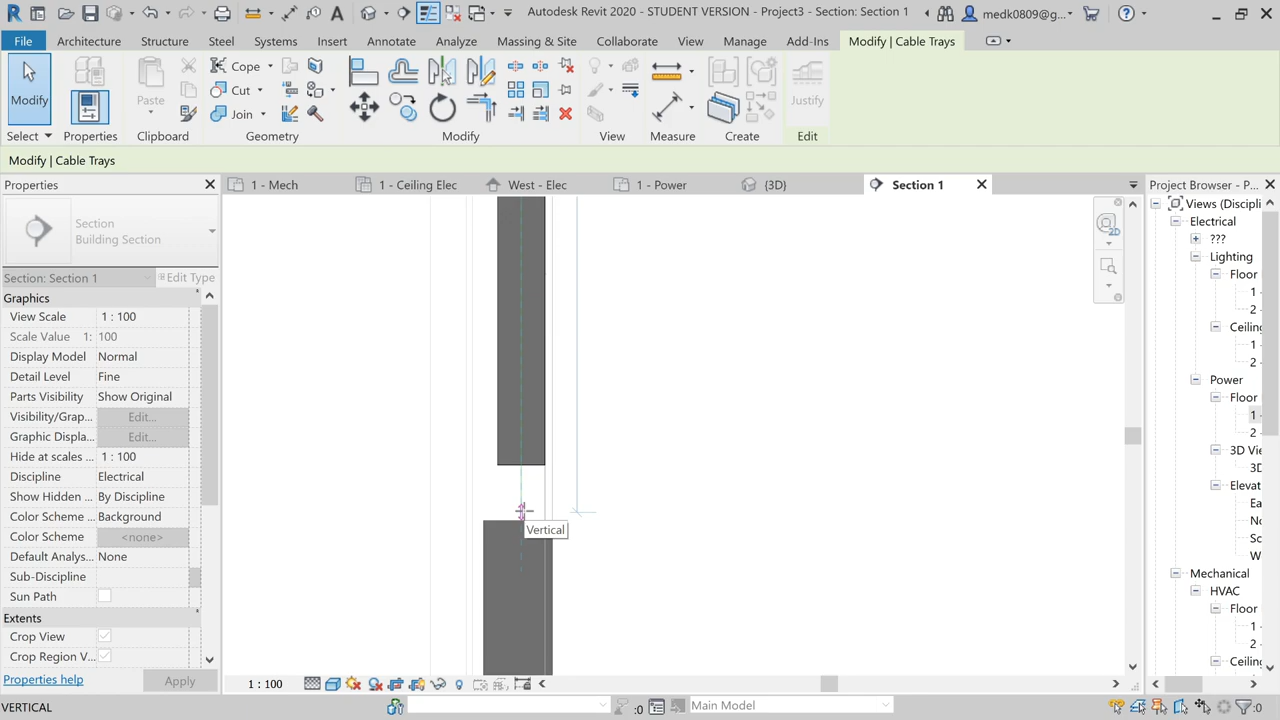 Autodesk Revit 2020 - STUDENT VERSION - Project3 - Section: Section 1
medk0809@g...
File Architecture Structure Steel Systems Insert Annotate Analyze Massing & Site Collaborate View Manage Add-Ins Modify | Cable Trays
Modify Paste Cope Cut Join Justify
Select Properties Clipboard Geometry Modify View Measure Create Edit
Modify | Cable Trays
Properties
1 - Mech 1 - Ceiling Elec West - Elec 1 - Power {3D} Section 1
Project Browser - P...
Section
Building Section
Section: Section 1 Edit Type
Graphics
View Scale 1 : 100
Scale Value 1: 100
Display Model Normal
Detail Level Fine
Parts Visibility Show Original
Visibility/Grap... Edit...
Graphic Displa... Edit...
Hide at scales ... 1 : 100
Discipline Electrical
Show Hidden ... By Discipline
Color Scheme ... Background
Color Scheme <none>
Default Analys... None
Sub-Discipline
Sun Path
Extents
Crop View
Crop Region V...
Properties help Apply
Vertical
2D
Views (Discipli
Electrical
???
Lighting
Floor
1 -
2 -
Ceiling
1 -
2 -
Power
Floor
1 -
2 -
3D Vie
3D
Elevat
Ea
No
So
W
Mechanical
HVAC
Floor
1 -
2 -
Ceiling
1 : 100
VERTICAL
:0 Main Model :0